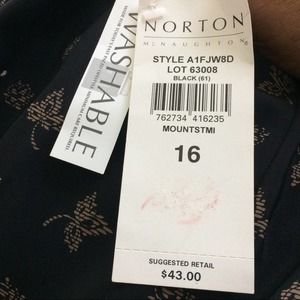 NORTON
MCNAUGHTON®
STYLE A1FJW8D
LOT 63008
BLACK (61)
762734 416235
MOUNTSTMI
16
SUGGESTED RETAIL
$43.00
WASHABLE